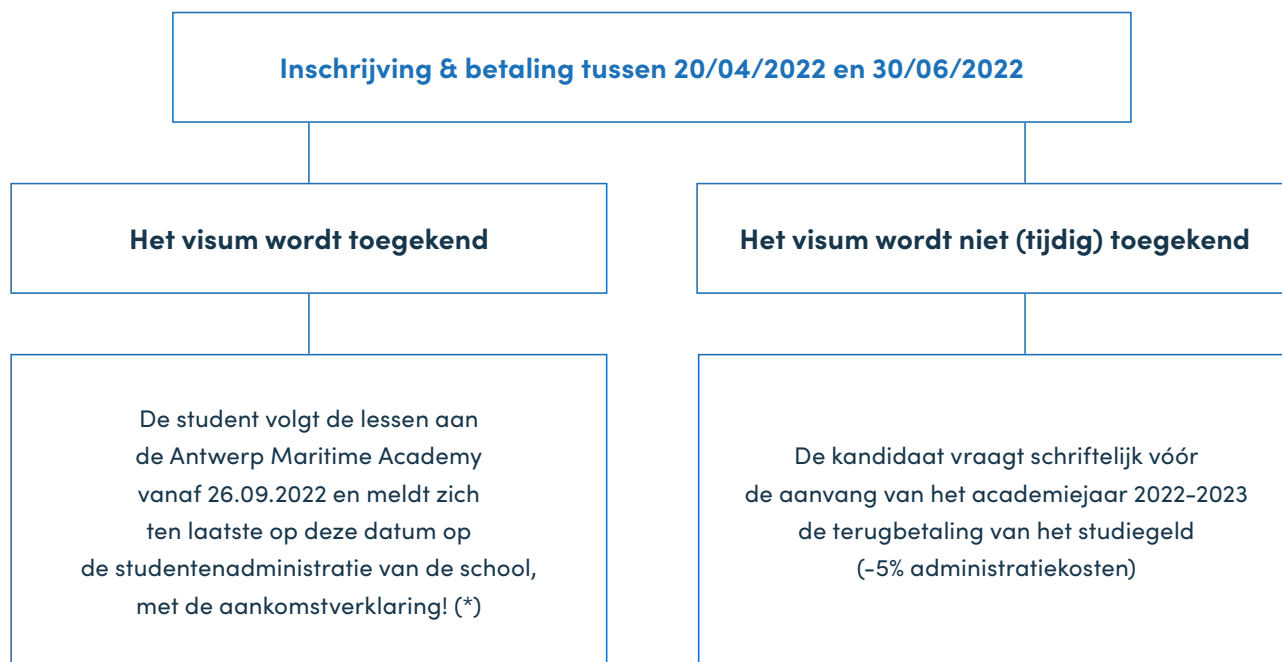 Inschrijving & betaling tussen 20/04/2022 en 30/06/2022
Het visum wordt toegekend
Het visum wordt niet (tijdig) toegekend
De student volgt de lessen aan
de Antwerp Maritime Academy
vanaf 26.09.2022 en meldt zich
ten laatste op deze datum op
de studentenadministratie van de school,
met de aankomstverklaring! (*)
De kandidaat vraagt schriftelijk vóór
de aanvang van het academiejaar 2022-2023
de terugbetaling van het studiegeld
(-5% administratiekosten)